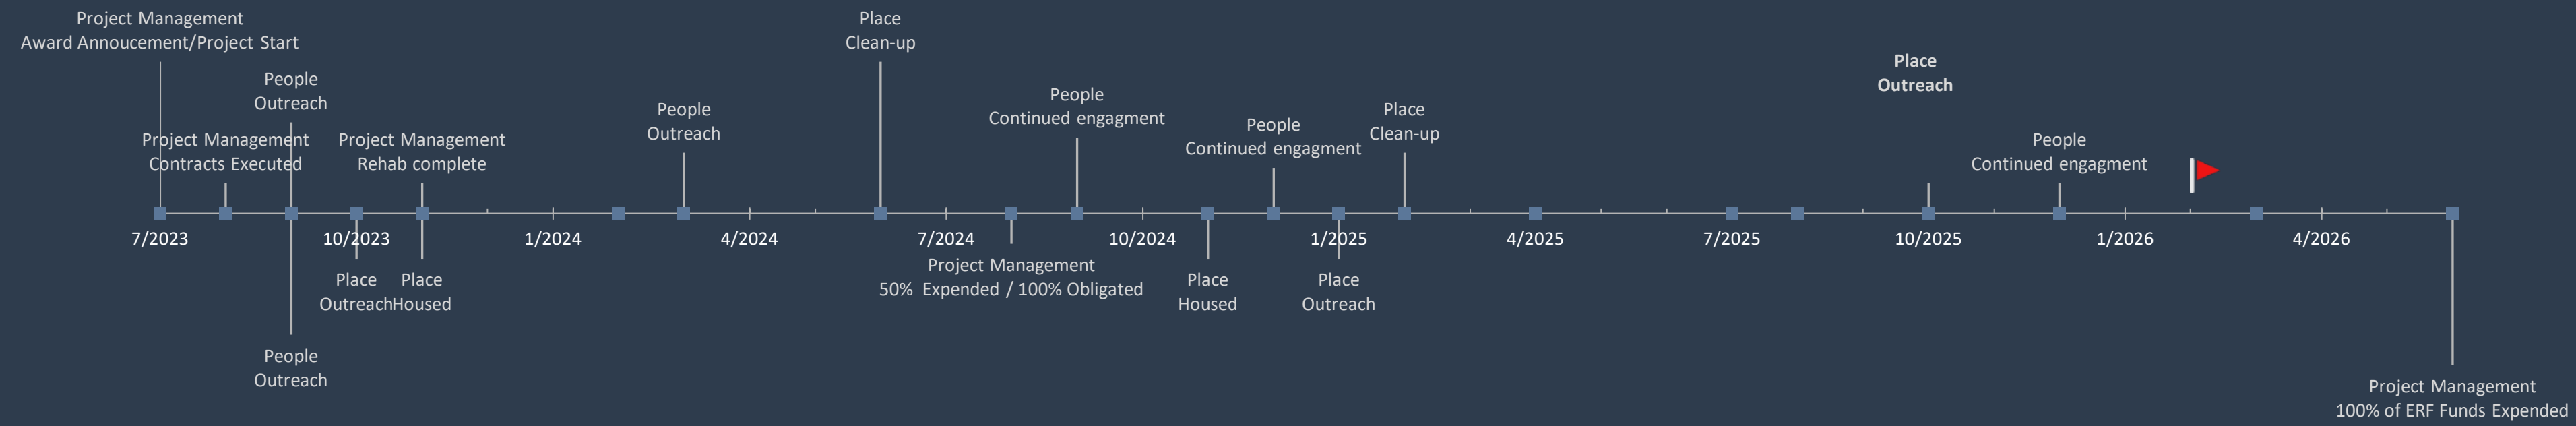 Project Management
Award Annoucement/Project Start
Place
Clean-up
Place
Outreach
People
Outreach
People
Continued engagment
People
Outreach
Place
Clean-up
People
Continued engagment
Project Management
Contracts Executed
Project Management
Rehab complete
People
Continued engagment
7/2023
10/2023
1/2024
4/2024
7/2024
10/2024
1/2025
4/2025
7/2025
10/2025
1/2026
4/2026
Project Management
50% Expended / 100% Obligated
Place
Outreach
Place
Housed
Place
Housed
Place
Outreach
People
Outreach
Project Management
100% of ERF Funds Expended